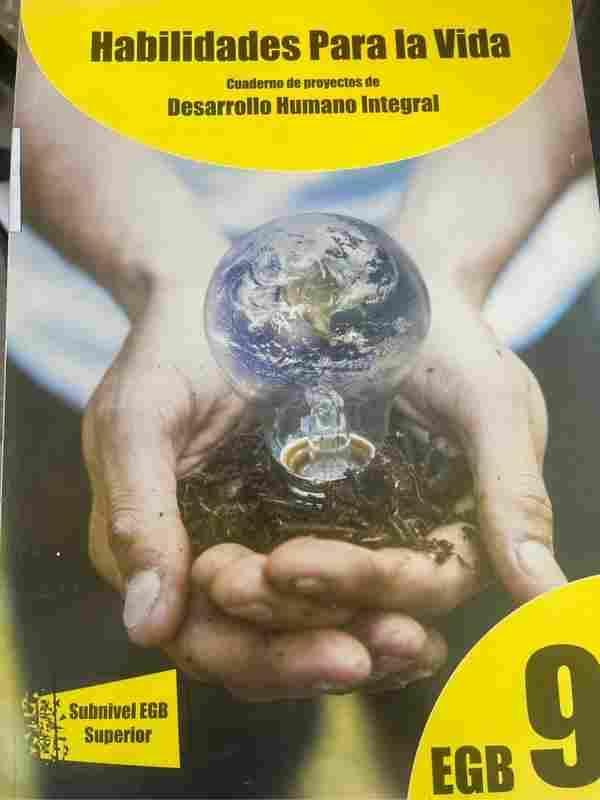 Habilidades Para la Vida
Cuaderno de proyectos de
Desarrollo Humano Integral
Subnivel EGB
Superior
EGB 9